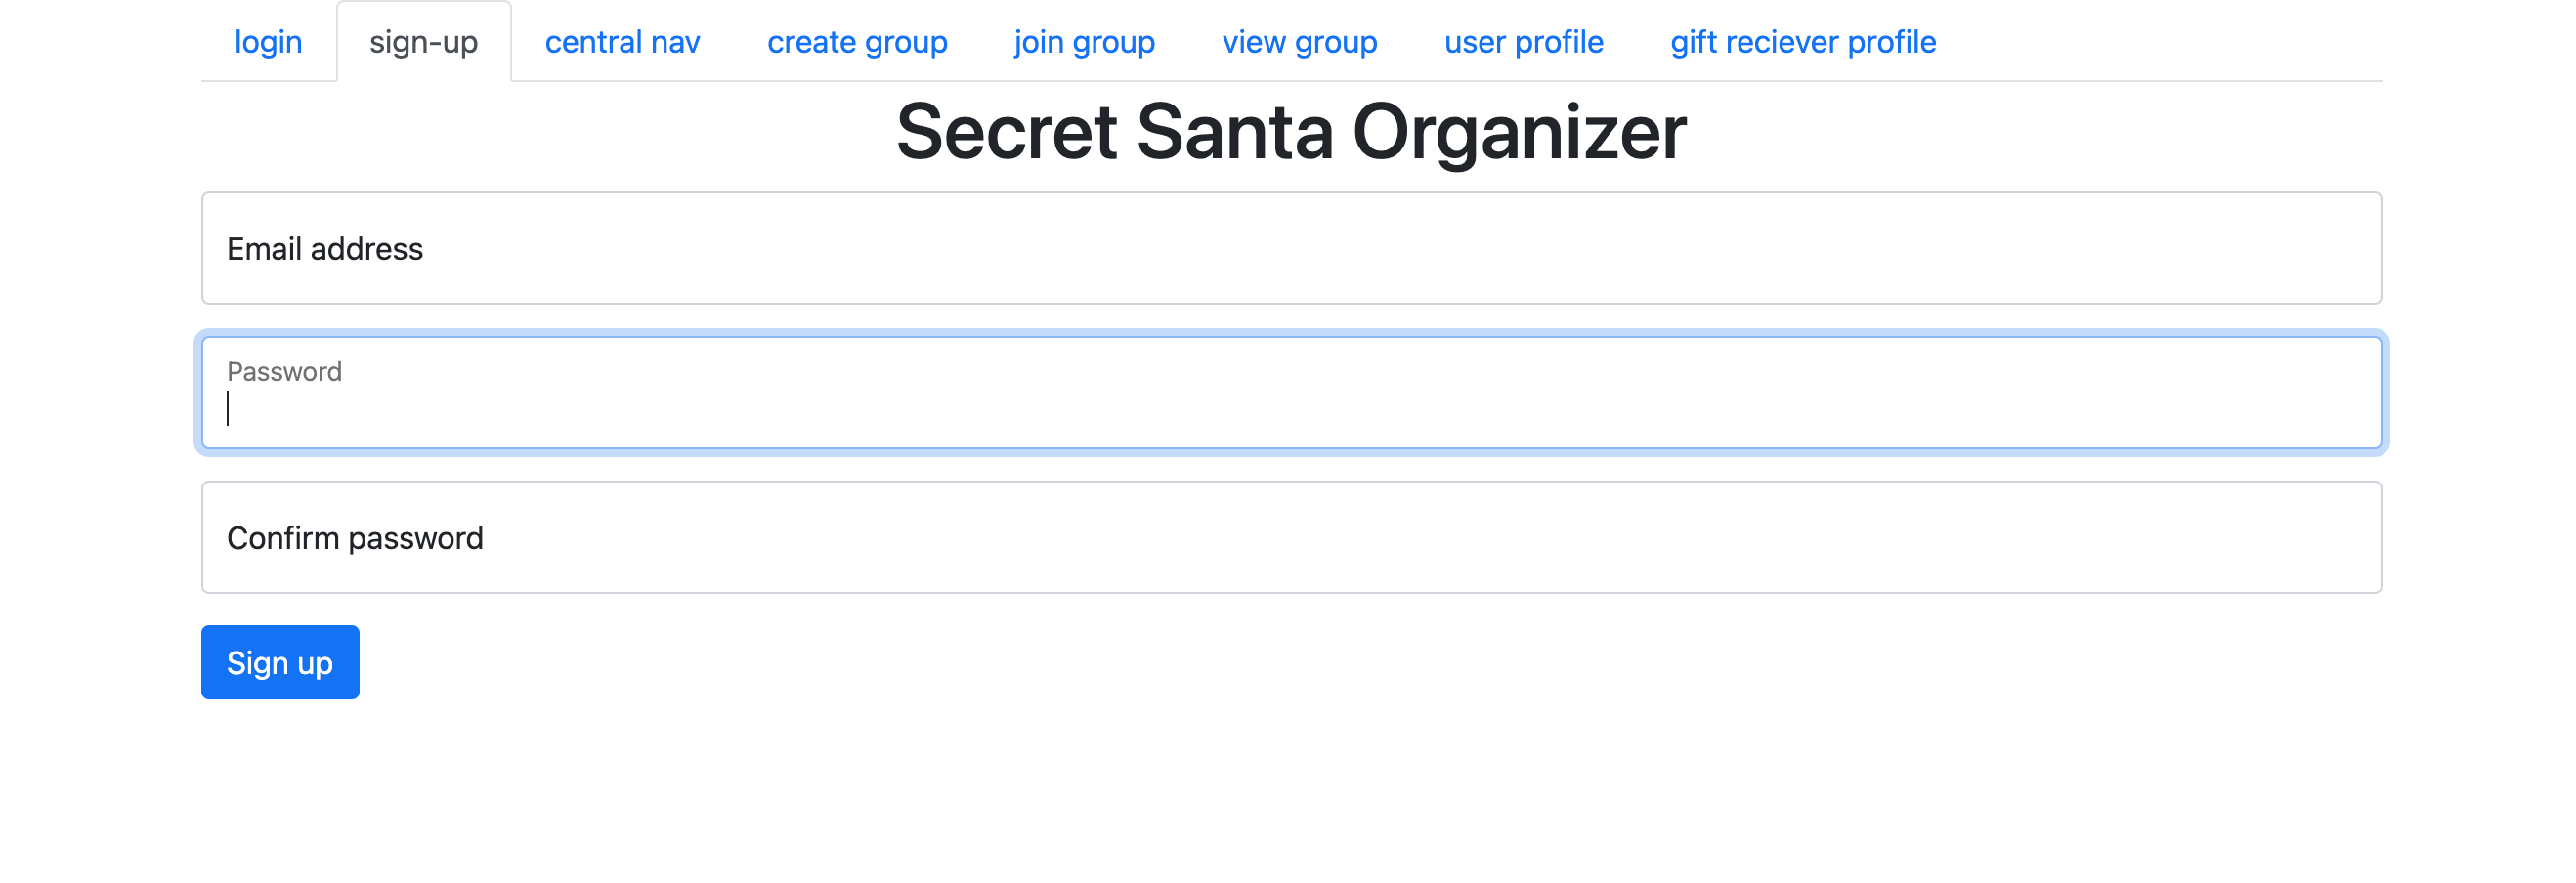 login sign-up central nav create group join group view group user profile gift reciever profile
Secret Santa Organizer
Email address
Password
Confirm password
Sign up